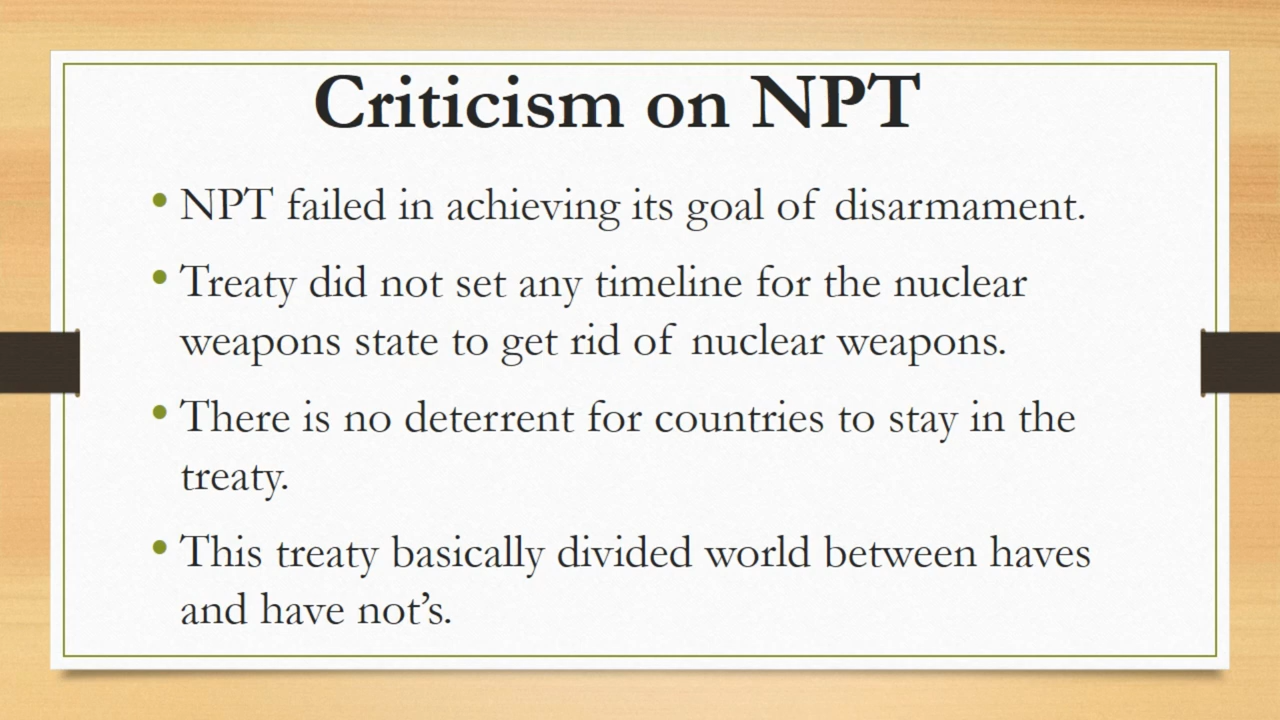 Criticism on NPT
• NPT failed in achieving its goal of disarmament.
• Treaty did not set any timeline for the nuclear
weapons state to get rid of nuclear weapons.
• There is no deterrent for countries to stay in the
treaty.
• This treaty basically divided world between haves
and have not’s.